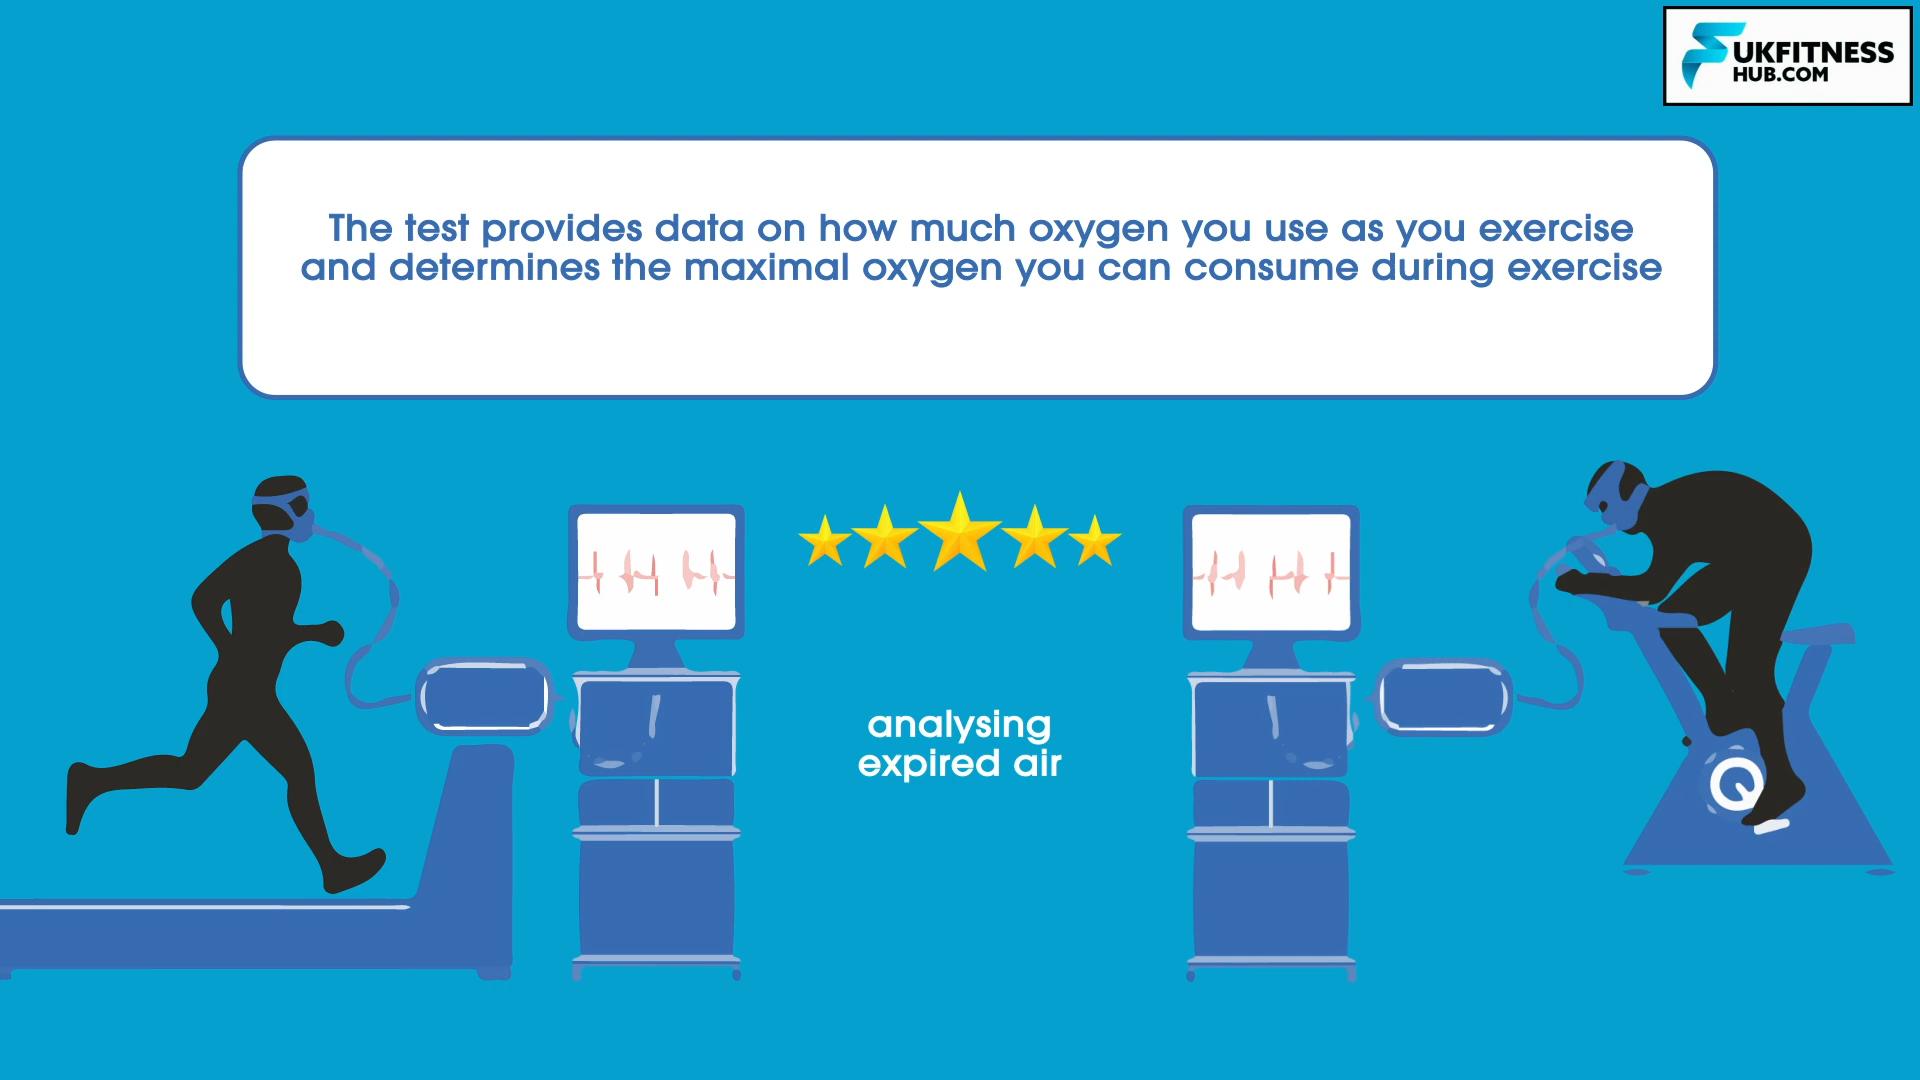 UKFITNESS
HUB.COM
The test provides data on how much oxygen you use as you exercise
and determines the maximal oxygen you can consume during exercise
analysing
expired air
Q